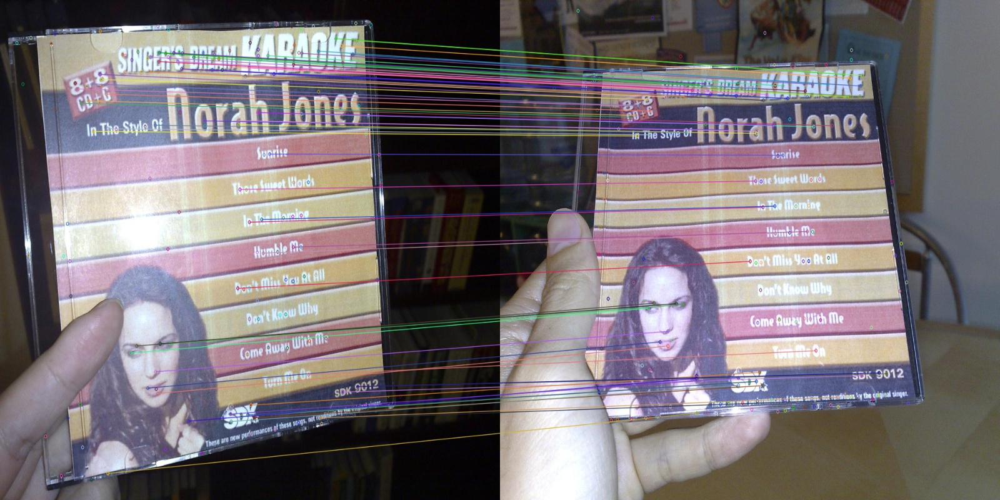 SINGER'S DREAM KARAOKE
8+8
CD+G
Norah Jones
In The Style Of
Sunrise
Those Sweet Words
In The Morning
Humble Me
Don't Miss You At All
Don't Know Why
Come Away With Me
Turn Me On
SDK 9012
SDX
These are new performances of these songs, not renditions by the original singer.
SINGER'S DREAM KARAOKE
8+8
CD+G
Norah Jones
In The Style Of
Sunrise
Those Sweet Words
In The Morning
Humble Me
Don't Miss You At All
Don't Know Why
Come Away With Me
Turn Me On
SDK 9012
SDX
These are new performances of these songs, not renditions by the original singer.